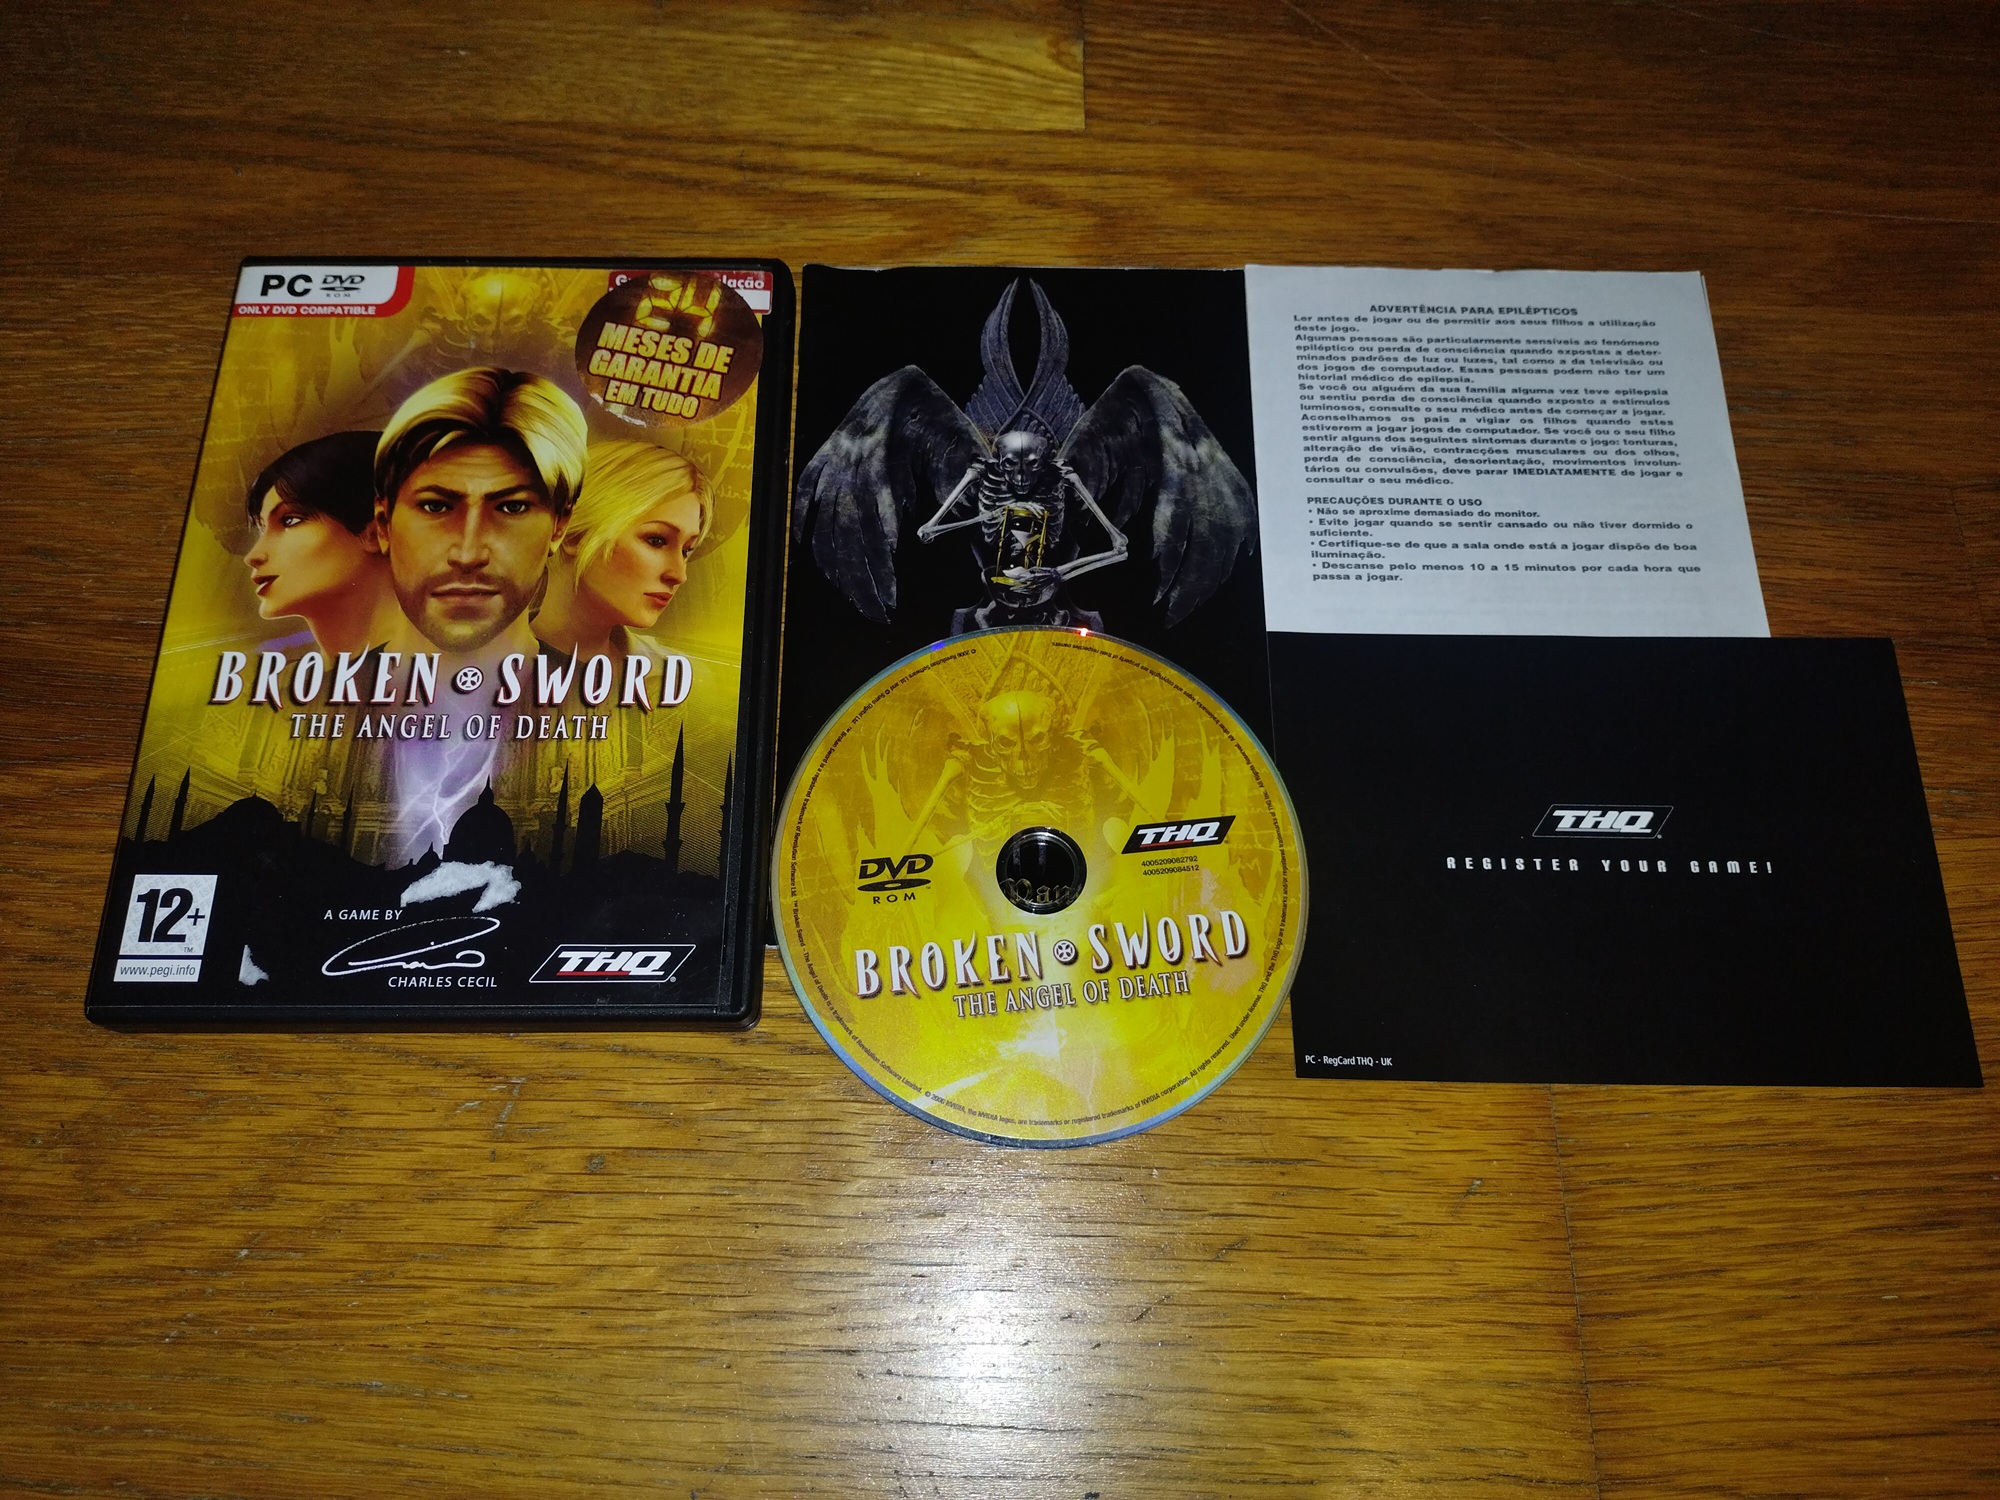 PC DVD
ROM
ONLY DVD COMPATIBLE
24
MESES DE
GARANTIA
EM TUDO
BROKEN SWORD
THE ANGEL OF DEATH
12+
™
www.pegi.info
A GAME BY
CHARLES CECIL
THQ®
DVD
ROM
THQ
4005209082792
4005209084512
BROKEN SWORD
THE ANGEL OF DEATH
ADVERTÊNCIA PARA EPILÉPTICOS
Ler antes de jogar ou de permitir aos seus filhos a utilização
deste jogo.
Algumas pessoas são particularmente sensíveis ao fenómeno
epiléptico ou perda de consciência quando expostas a deter-
minados padrões de luz ou luzes, tal como a da televisão ou
dos jogos de computador. Essas pessoas podem não ter um
historial médico de epilepsia.
Se você ou alguém da sua família alguma vez teve epilepsia
ou sentiu perda de consciência quando exposto a estímulos
luminosos, consulte o seu médico antes de começar a jogar.
Aconselhamos os pais a vigiar os filhos quando estes
estiverem a jogar jogos de computador. Se você ou o seu filho
sentir alguns dos seguintes sintomas durante o jogo: tonturas,
alteração de visão, contracções musculares ou dos olhos,
perda de consciência, desorientação, movimentos involun-
tários ou convulsões, deve parar IMEDIATAMENTE de jogar e
consultar o seu médico.
PRECAUÇÕES DURANTE O USO
• Não se aproxime demasiado do monitor.
• Evite jogar quando se sentir cansado ou não tiver dormido o
suficiente.
• Certifique-se de que a sala onde está a jogar dispõe de boa
iluminação.
• Descanse pelo menos 10 a 15 minutos por cada hora que
passa a jogar.
THQ
REGISTER YOUR GAME!
PC - RegCard THQ - UK